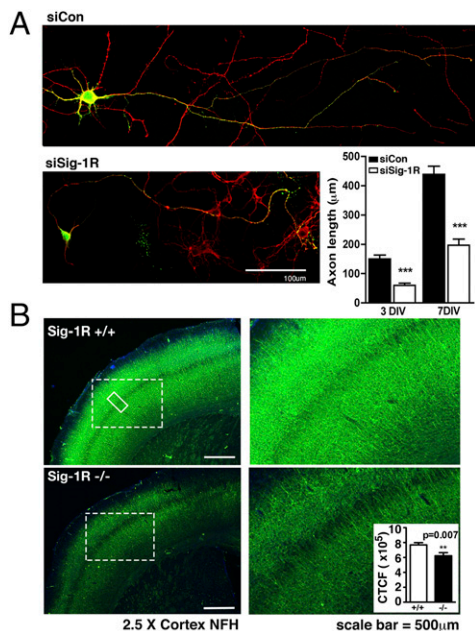 A
siCon
siSig-1R
100µm
Axon length (µm)
500
400
300
200
100
0
siCon
siSig-1R
***
***
3 DIV
7DIV
B
Sig-1R +/+
Sig-1R -/-
CTCF ( x10⁵)
10
8
6
4
2
0
p=0.007
**
+/+
-/-
2.5 X Cortex NFH
scale bar = 500µm